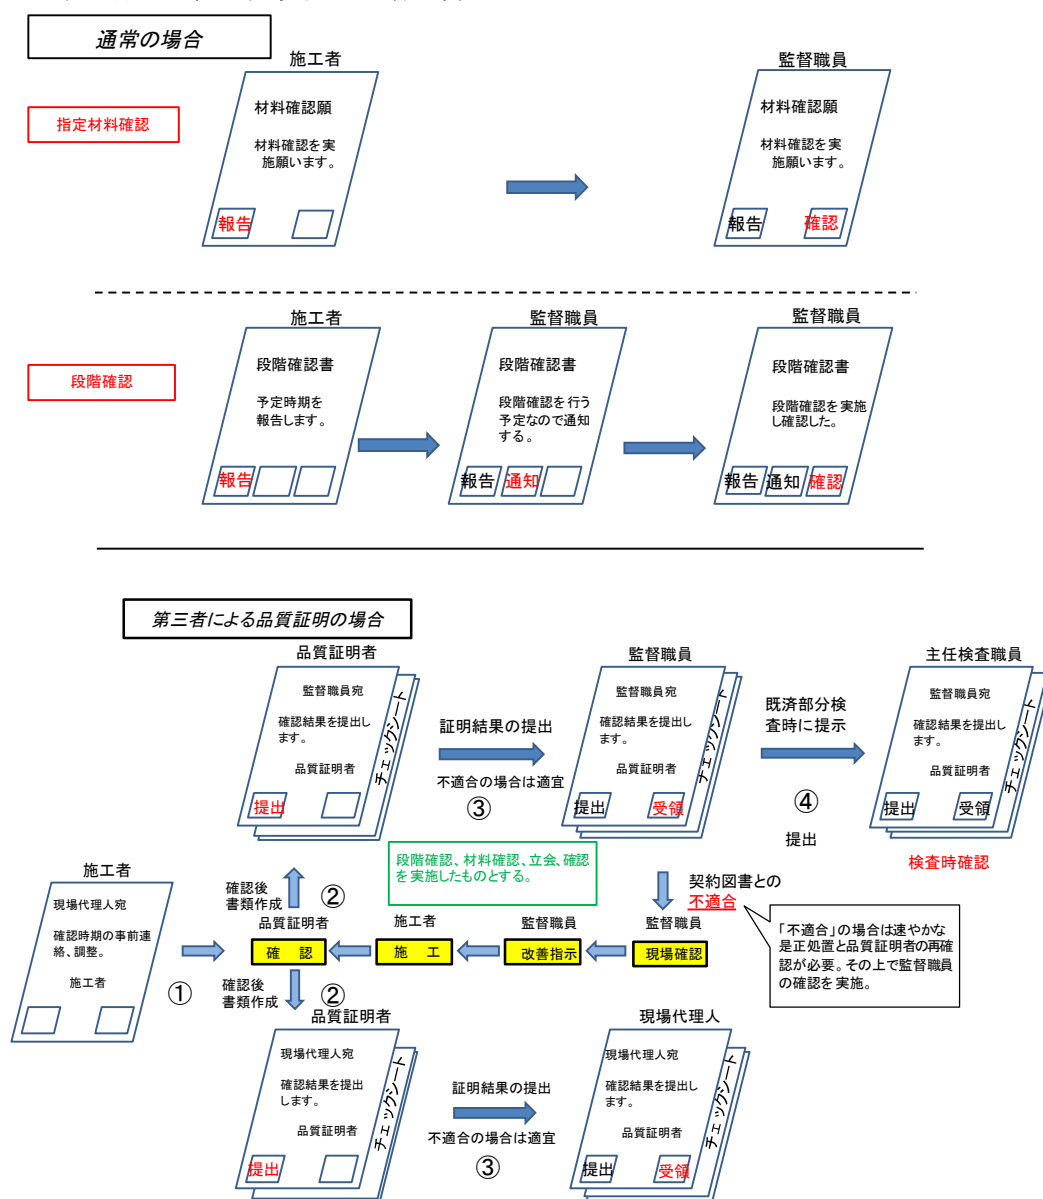 通常の場合
施工者
監督職員
指定材料確認
材料確認願
材料確認を実
施願います。
報告
材料確認願
材料確認を実
施願います。
報告
確認
施工者
監督職員
監督職員
段階確認
段階確認書
予定時期を
報告します。
報告
段階確認書
段階確認を行う
予定なので通知
する。
報告
通知
段階確認書
段階確認を実施
し確認した。
報告
通知
確認
第三者による品質証明の場合
品質証明者
監督職員
主任検査職員
監督職員宛
確認結果を提出し
ます。
品質証明者
提出
チェックシート
証明結果の提出
不適合の場合は適宜
③
監督職員宛
確認結果を提出し
ます。
品質証明者
提出
受領
チェックシート
既済部分検
査時に提示
④
提出
監督職員宛
確認結果を提出し
ます。
品質証明者
提出
受領
チェックシート
検査時確認
段階確認、材料確認、立会、確認
を実施したものとする。
契約図書との
不適合
「不適合」の場合は速やかな
是正処置と品質証明者の再確
認が必要。その上で監督職員
の確認を実施。
施工者
現場代理人宛
確認時期の事前連
絡、調整。
施工者
①
確認後
書類作成
②
品質証明者
確　認
施工者
施　工
監督職員
改善指示
監督職員
現場確認
確認後
書類作成
②
品質証明者
現場代理人
現場代理人宛
確認結果を提出
します。
品質証明者
提出
チェックシート
証明結果の提出
不適合の場合は適宜
③
現場代理人宛
確認結果を提出し
ます。
品質証明者
提出
受領
チェックシート